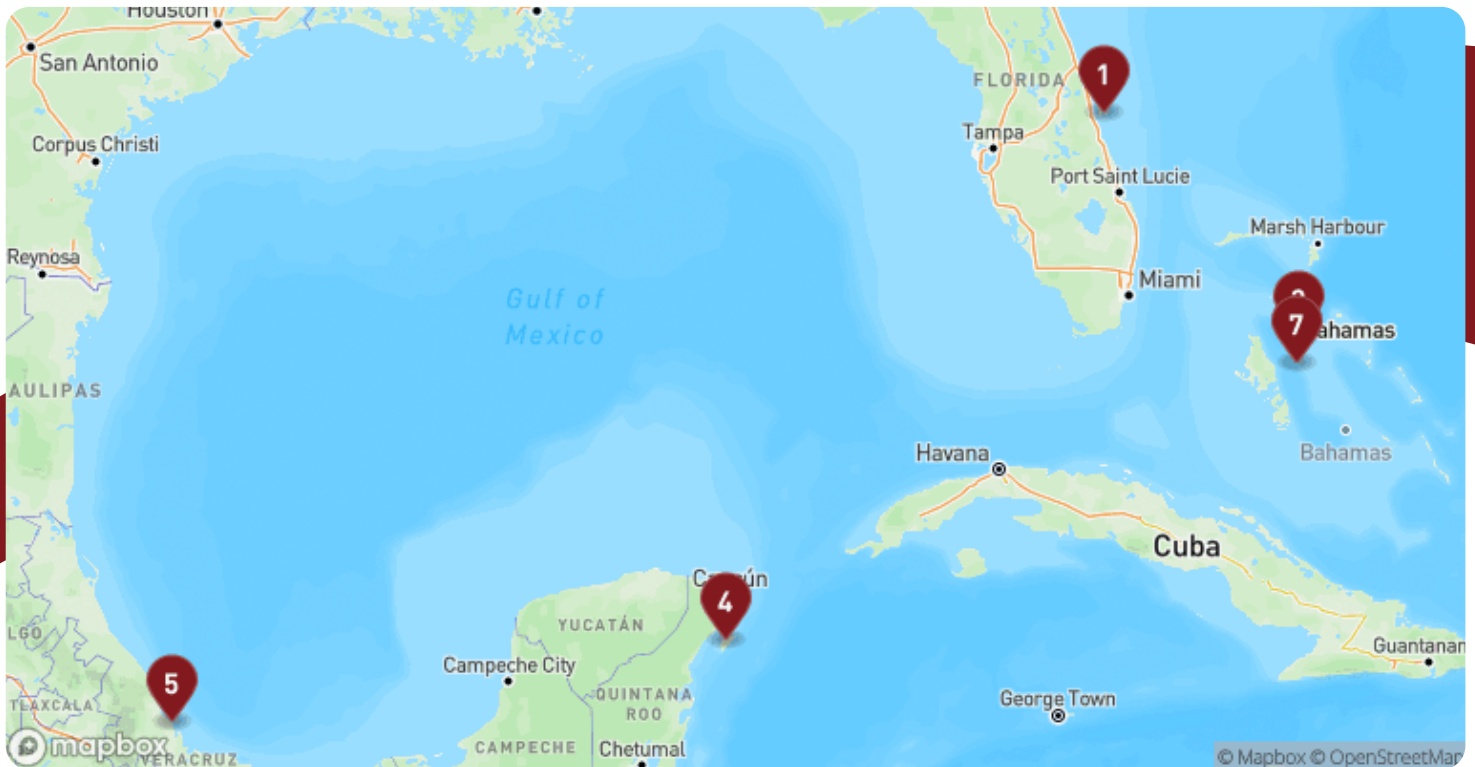 Houston
San Antonio
FLORIDA
1
Corpus Christi
Tampa
Port Saint Lucie
Marsh Harbour
Reynosa
Miami
Gulf of
Mexico
7
ahamas
AULIPAS
Havana
Bahamas
Cuba
4
YUCATÁN
LGO
Guantanan
Campeche City
5
QUINTANA
ROO
George Town
TLAXCALA
mapbox
CAMPECHE
Chetumal
VERACRUZ
© Mapbox © OpenStreetMap